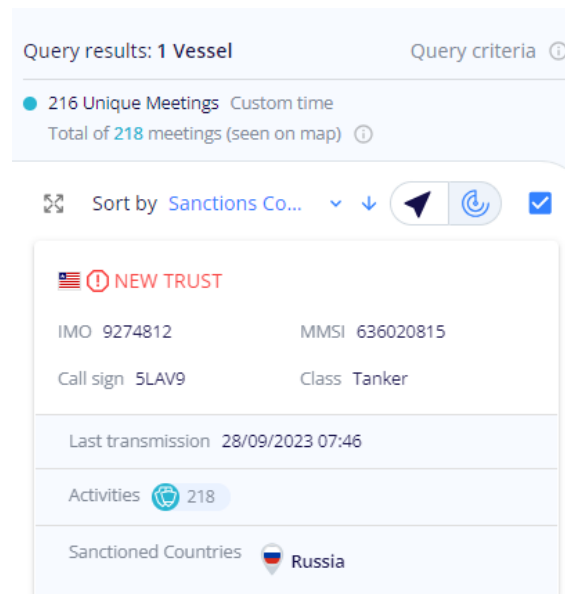 Query results: 1 Vessel Query criteria
216 Unique Meetings Custom time
Total of 218 meetings (seen on map)
Sort by Sanctions Co...
NEW TRUST
IMO 9274812 MMSI 636020815
Call sign 5LAV9 Class Tanker
Last transmission 28/09/2023 07:46
Activities 218
Sanctioned Countries Russia